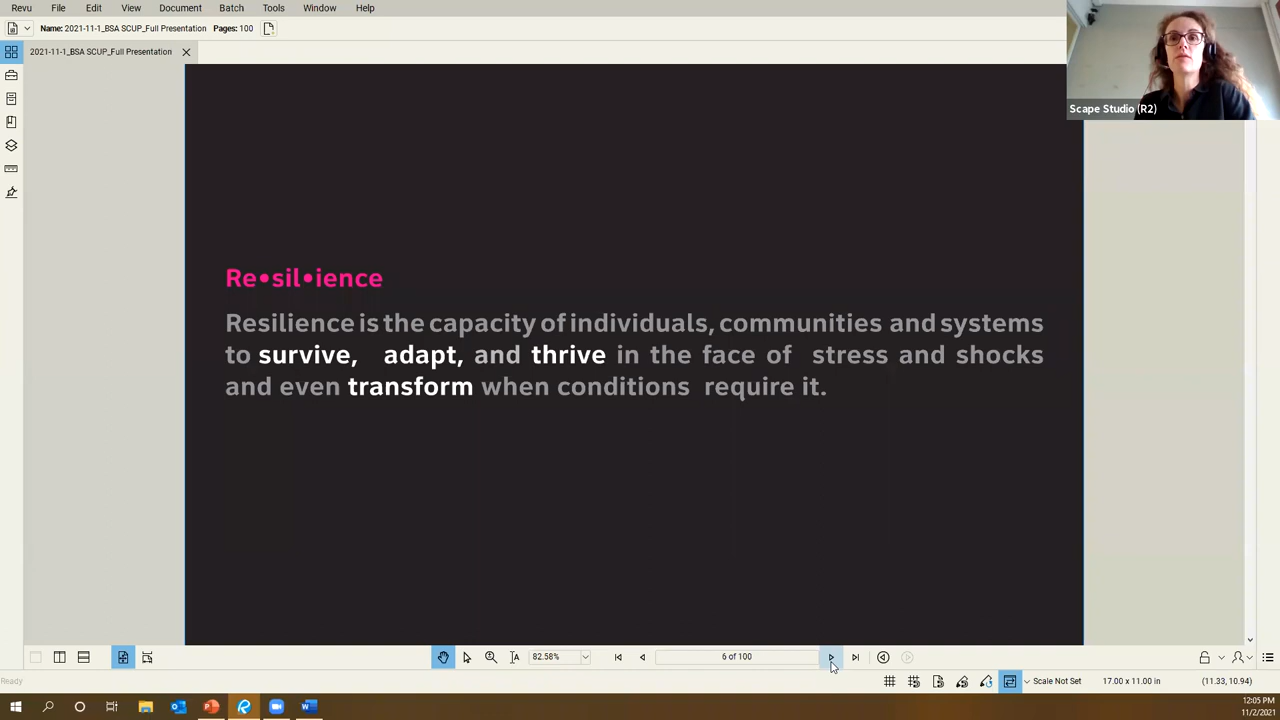 Revu File Edit View Document Batch Tools Window Help
Name: 2021-11-1_BSA SCUP_Full Presentation Pages: 100
2021-11-1_BSA SCUP_Full Presentation
Scape Studio (R2)
Re•sil•ience
Resilience is the capacity of individuals, communities and systems
to survive, adapt, and thrive in the face of stress and shocks
and even transform when conditions require it.
82.58% 6 of 100
Ready Scale Not Set 17.00 x 11.00 in (11.33, 10.94)
12:05 PM
11/2/2021